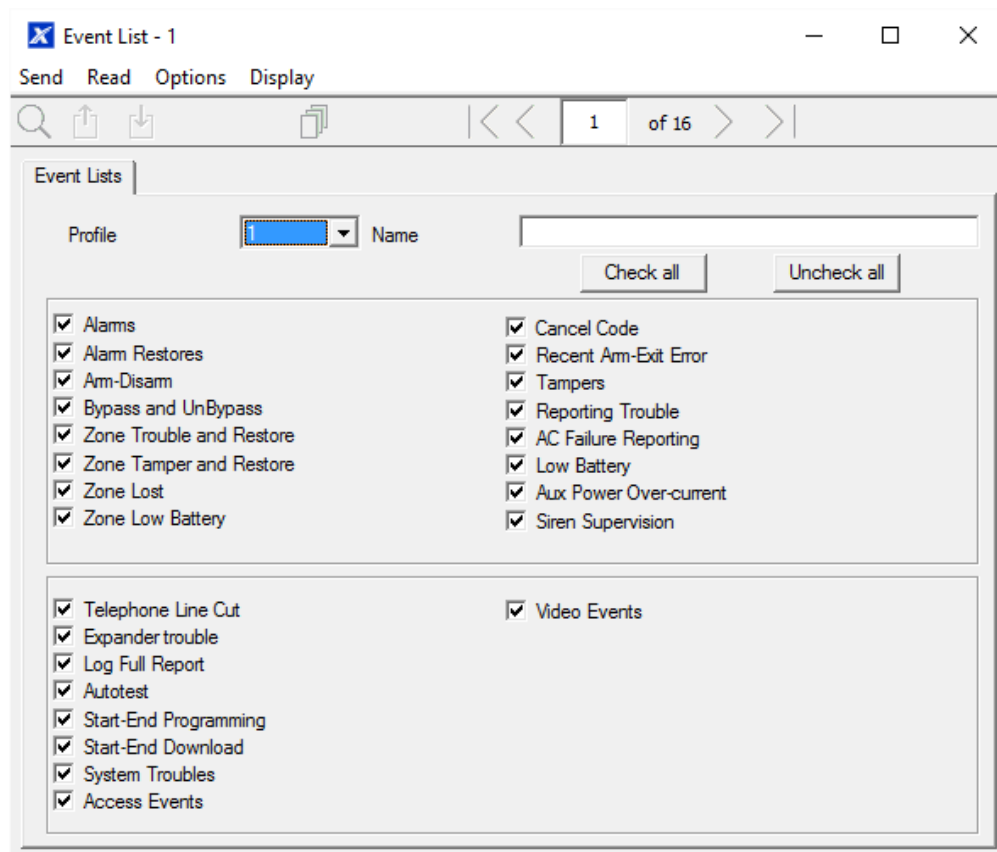 Event List - 1
Send Read Options Display
1 of 16
Event Lists
Profile 1 Name
Check all Uncheck all
Alarms
Alarm Restores
Arm-Disarm
Bypass and UnBypass
Zone Trouble and Restore
Zone Tamper and Restore
Zone Lost
Zone Low Battery
Cancel Code
Recent Arm-Exit Error
Tampers
Reporting Trouble
AC Failure Reporting
Low Battery
Aux Power Over-current
Siren Supervision
Telephone Line Cut
Expander trouble
Log Full Report
Autotest
Start-End Programming
Start-End Download
System Troubles
Access Events
Video Events